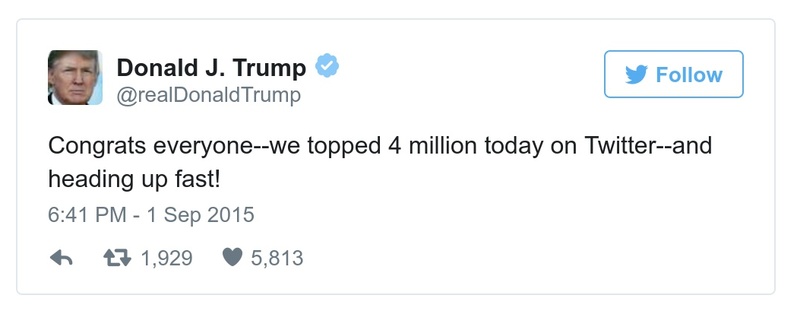 Donald J. Trump
@realDonaldTrump
Follow
Congrats everyone--we topped 4 million today on Twitter--and
heading up fast!
6:41 PM - 1 Sep 2015
1,929 5,813